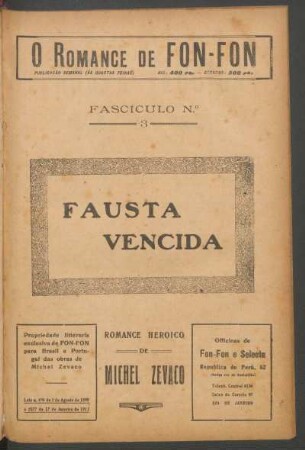 O ROMANCE DE FON-FON
PUBLICAÇÃO SEMANAL (ÁS QUARTAS FEIRAS)
FASCICULO N.º
3
FAUSTA
VENCIDA
Propriedade litteraria
exclusiva de FON-FON
para Brasil e Portu-
gal das obras de
Michel Zevaco
ROMANCE HEROICO
DE
MICHEL ZEVACO
Officinas de
Fon-Fon e Selecta
Republica do Perú, 62
RIO DE JANEIRO